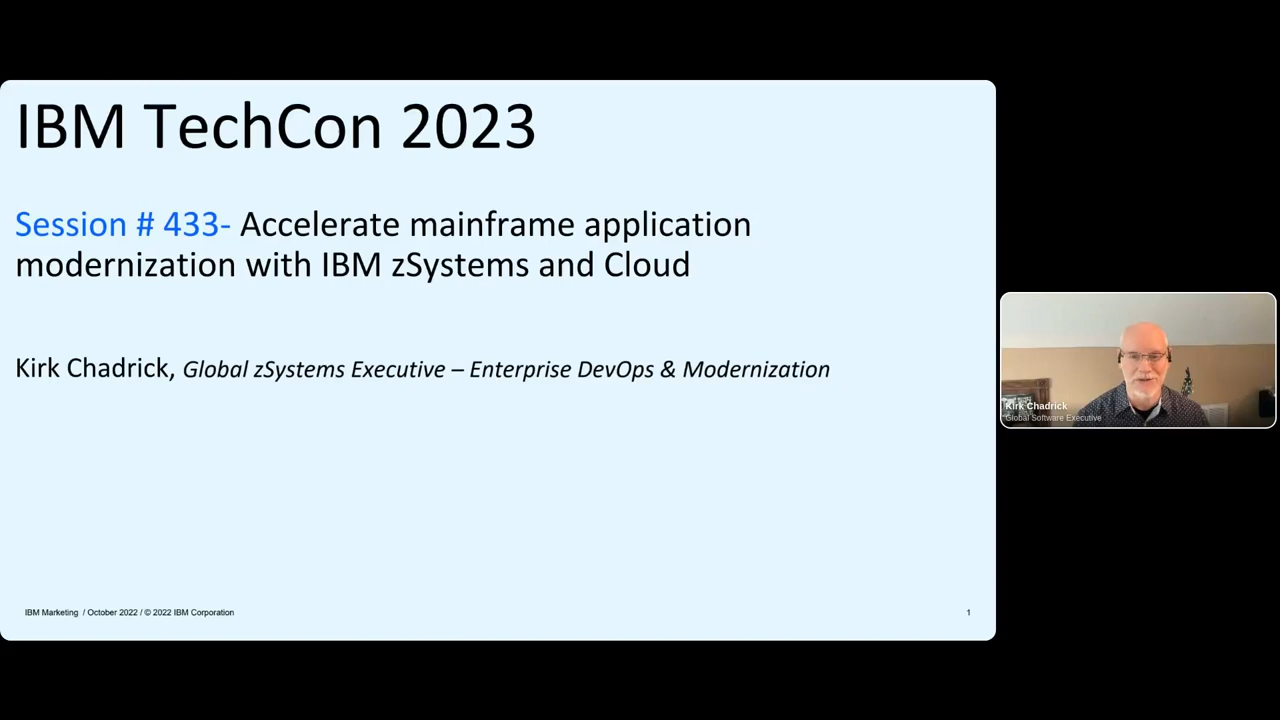 IBM TechCon 2023
Session # 433- Accelerate mainframe application
modernization with IBM zSystems and Cloud
Kirk Chadrick, Global zSystems Executive – Enterprise DevOps & Modernization
Kirk Chadrick
Global Software Executive
IBM Marketing / October 2022 / © 2022 IBM Corporation
1